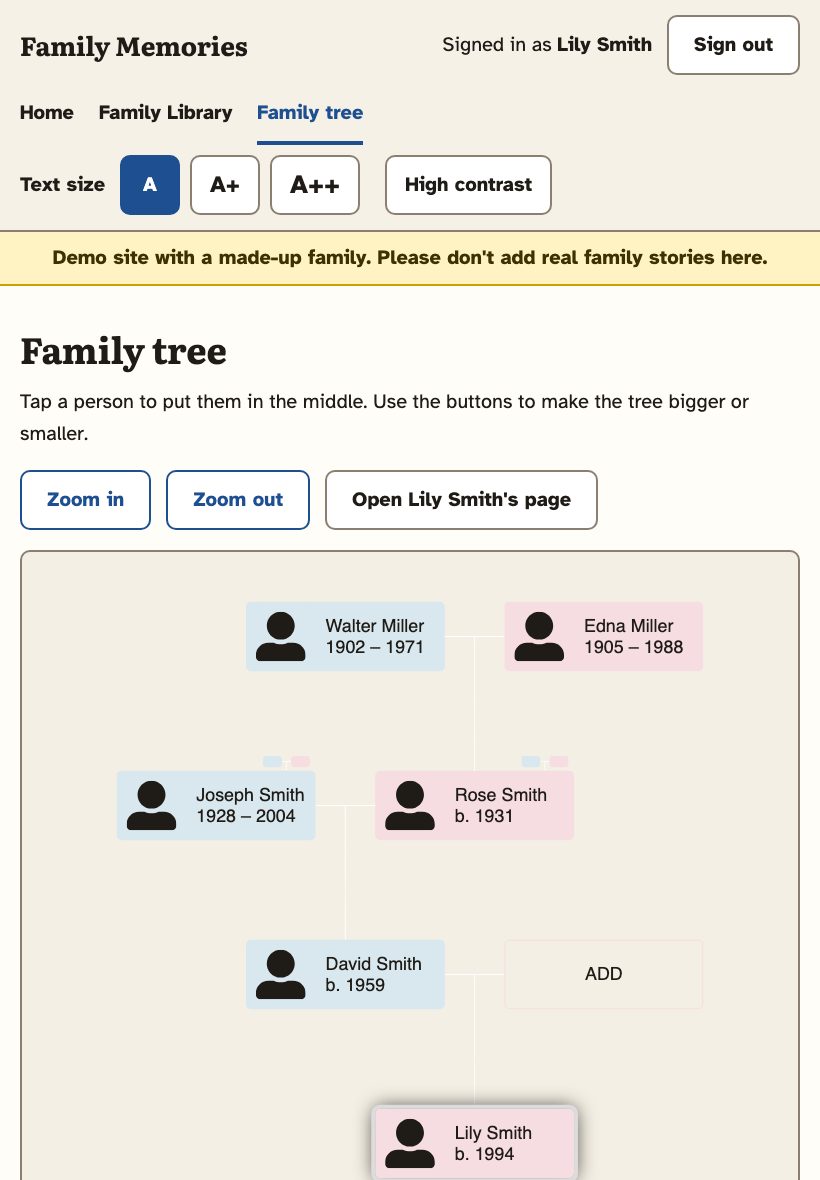 Family Memories
Signed in as Lily Smith
Sign out
Home
Family Library
Family tree
Text size
A
A+
A++
High contrast
Demo site with a made-up family. Please don't add real family stories here.
Family tree
Tap a person to put them in the middle. Use the buttons to make the tree bigger or
smaller.
Zoom in
Zoom out
Open Lily Smith's page
Walter Miller
1902 – 1971
Edna Miller
1905 – 1988
Joseph Smith
1928 – 2004
Rose Smith
b. 1931
David Smith
b. 1959
ADD
Lily Smith
b. 1994